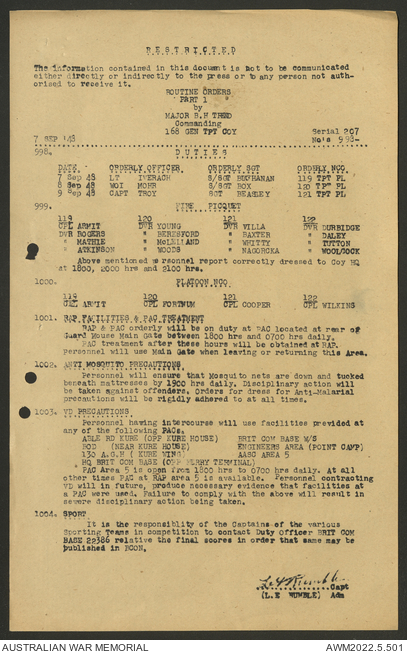 RESTRICTED
The information contained in this document is not to be communicated
either directly or indirectly to the press or to any person not auth-
orised to receive it.
ROUTINE ORDERS
PART 1
by
MAJOR R.H TROOD
Commanding
168 GEN TPT COY
Serial 207
7 SEP '48
No's 998-
998. DUTIES
DATE ORDERLY OFFICER ORDERLY SGT ORDERLY NCO
7 Sep 48 LT IMERACH S/SGT BUCHANAN 119 TPT PL
8 Sep 48 WOI MOHR S/SGT BOX 120 TPT PL
9 Sep 48 CAPT TROY SGT BEASLEY 121 TPT PL
999. FIRE PICQUET
119 120 121 122
CPL ARMIT DVR YOUNG DVR VILLA DVR DURBIDGE
DVR ROGERS " BERESFORD " BAXTER " DALEY
" MATHIE " McLELLAND " WHITTY " TUTTON
" ATKINSON " WOODS " NAGORCKA " WOOLCOCK
Above mentioned personnel report correctly dressed to Coy HQ
at 1800, 2000 hrs and 2100 hrs.
1000. PLATOON NCO
119 120 121 122
CPL ARMIT CPL FORTNUM CPL COOPER CPL WILKINS
1001. RAP FACILITIES & PAC TREATMENT
RAP & PAC orderly will be on duty at PAC located at rear of
Guard House Main Gate between 1800 hrs and 0700 hrs daily.
PAC treatment after these hours will be obtained at RAP.
Personnel will use Main Gate when leaving or returning this Area.
1002. ANTI MOSQUITO PRECAUTIONS
Personnel will ensure that Mosquito nets are down and tucked
beneath mattresses by 1900 hrs daily. Disciplinary action will
be taken against offenders. Orders for dress for Anti-Malarial
precautions will be rigidly adhered to at all times.
1003. VD PRECAUTIONS
Personnel having intercourse will use facilities provided at
any of the following PACs.
ABLE RD KURE (OPP KURE HOUSE) BRIT COM BASE W/S
POD (NEAR KURE HOUSE) ENGINEERS AREA (POINT CAMP)
130 A.G.H ( KURE WING) AASC AREA 5
HQ BRIT COM BASE (OPP FERRY TERMINAL)
PAC Area 5 is open from 1800 hrs to 0700 hrs daily. At all
other times PAC at RAP area 5 is available. Personnel contracting
VD will in future, produce necessary evidence that facilities at
a PAC were used. Failure to comply with the above will result in
severe disciplinary action being taken.
1004. SPORT
It is the responsiblity of the Captains of the various
Sporting Teams in competition to contact Duty Officer BRIT COM
BASE 22386 relative the final scores in order that same may be
published in BCON.
L.E Rumble Capt
(L.E RUMBLE) Adm
AUSTRALIAN WAR MEMORIAL
AWM2022.5.501